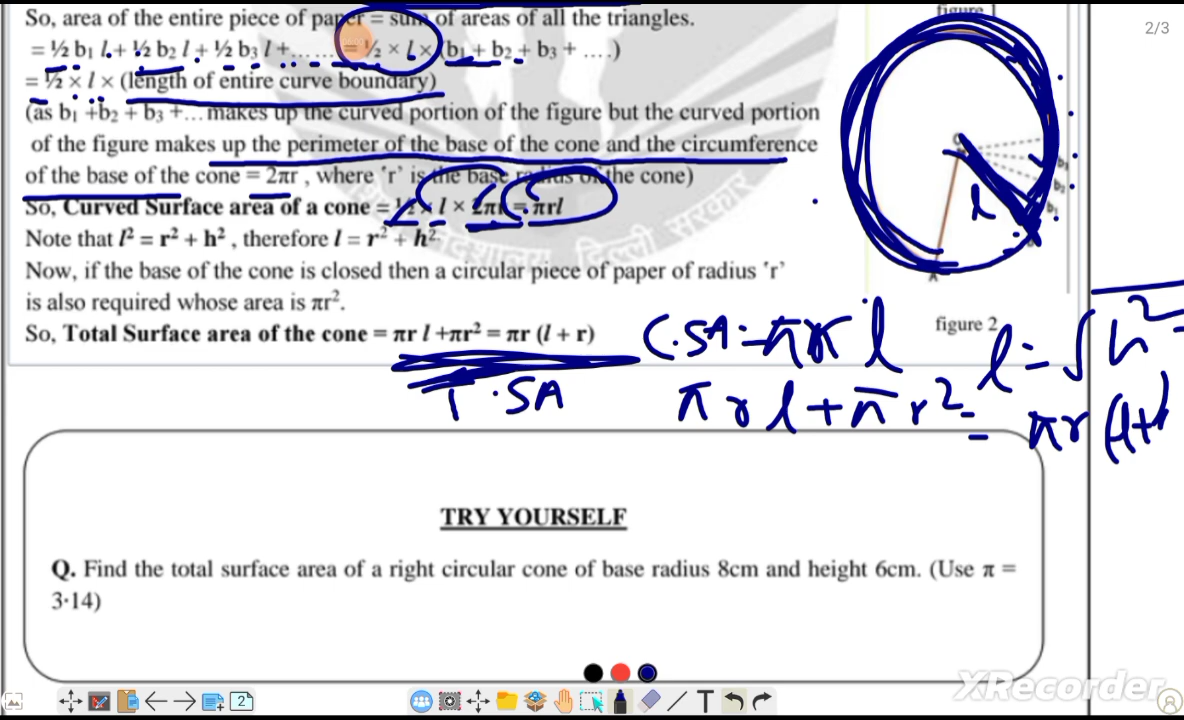 figure 1
2/3
So, area of the entire piece of paper = sum of areas of all the triangles.
= ½ b₁ l + ½ b₂ l + ½ b₃ l +........ = ½ × l × (b₁ + b₂ + b₃ + ….)
= ½ × l × (length of entire curve boundary)
(as b₁ +b₂ + b₃ +… makes up the curved portion of the figure but the curved portion
of the figure makes up the perimeter of the base of the cone and the circumference
of the base of the cone = 2πr , where 'r' is the base radius of the cone)
So, Curved Surface area of a cone = ½ × l × 2πr = πrl
Note that l² = r² + h² , therefore l = r² + h²
Now, if the base of the cone is closed then a circular piece of paper of radius 'r'
is also required whose area is πr².
So, Total Surface area of the cone = πr l +πr² = πr (l + r)
l
A
figure 2
C.SA = πr l
l = √h²
T.SA
πrl + πr² =
πr (l+
TRY YOURSELF
Q. Find the total surface area of a right circular cone of base radius 8cm and height 6cm. (Use π =
3·14)
XRecorder
2
T